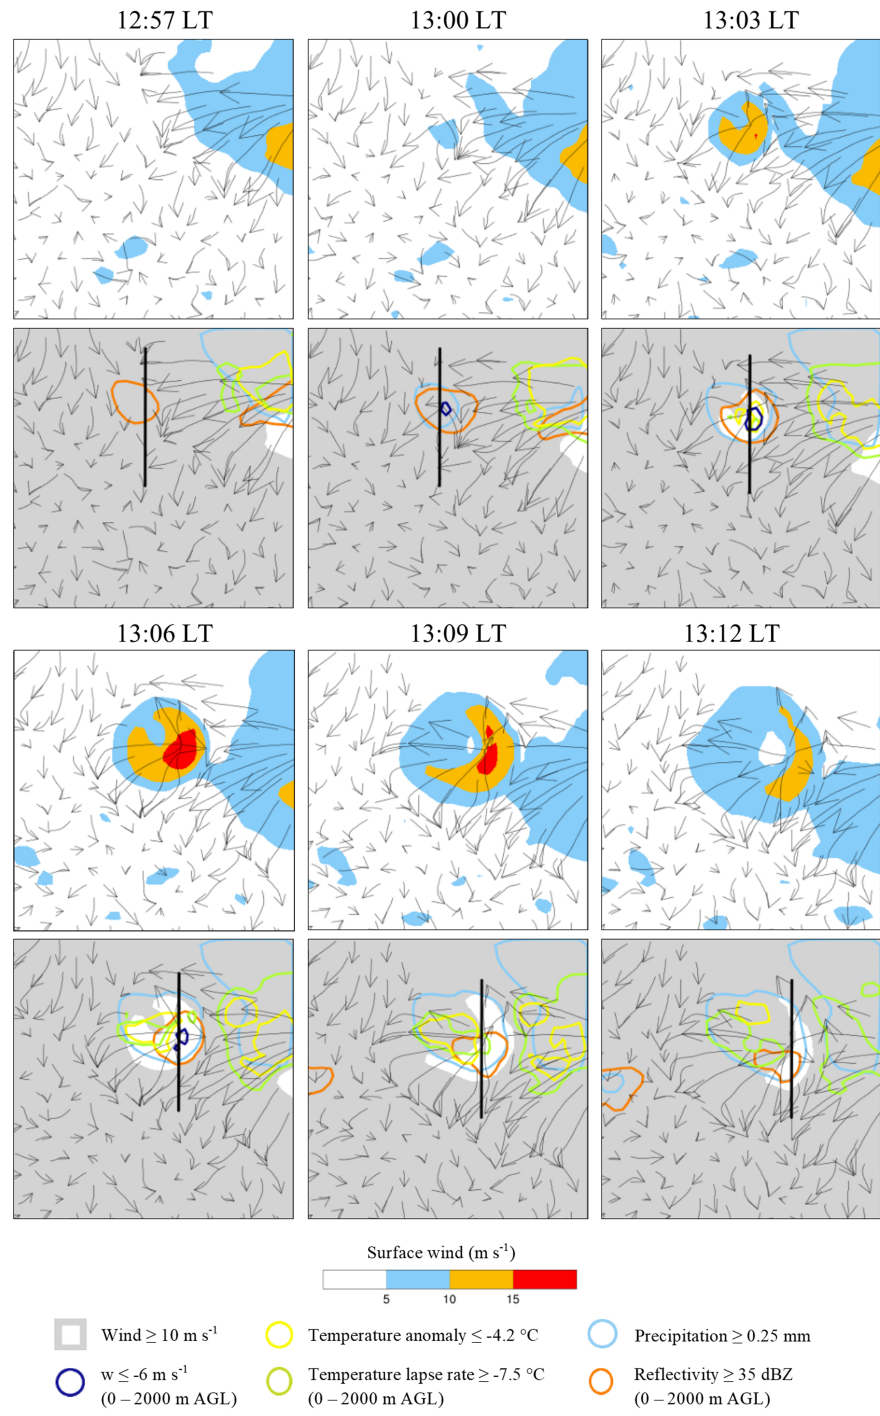 12:57 LT
13:00 LT
13:03 LT
13:06 LT
13:09 LT
13:12 LT
Surface wind (m s⁻¹)
5 10 15
Wind ≥ 10 m s⁻¹
Temperature anomaly ≤ -4.2 °C
Precipitation ≥ 0.25 mm
w ≤ -6 m s⁻¹
(0 – 2000 m AGL)
Temperature lapse rate ≥ -7.5 °C
(0 – 2000 m AGL)
Reflectivity ≥ 35 dBZ
(0 – 2000 m AGL)